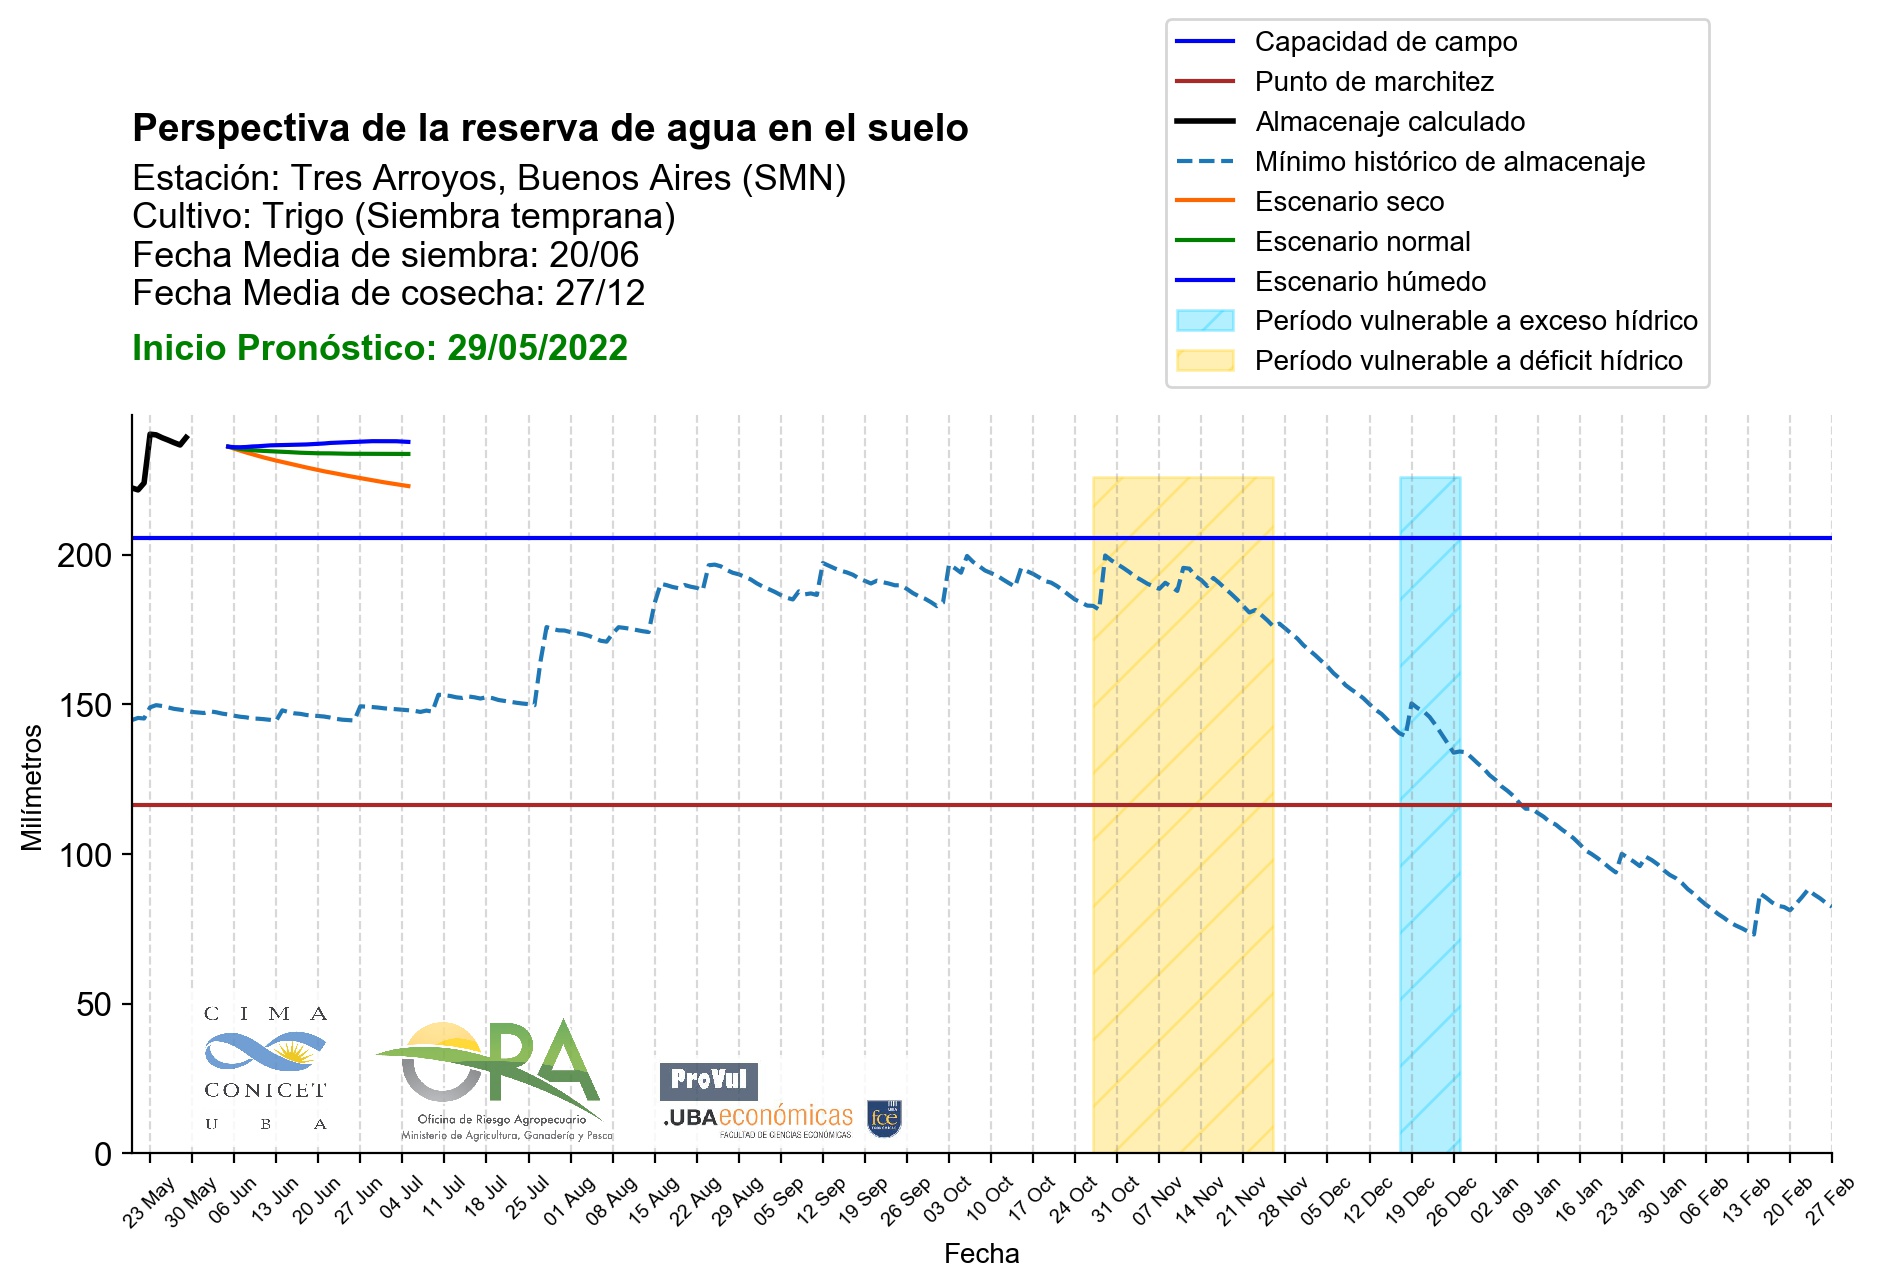 Capacidad de campo
Punto de marchitez
Almacenaje calculado
Mínimo histórico de almacenaje
Escenario seco
Escenario normal
Escenario húmedo
Período vulnerable a exceso hídrico
Período vulnerable a déficit hídrico
Perspectiva de la reserva de agua en el suelo
Estación: Tres Arroyos, Buenos Aires (SMN)
Cultivo: Trigo (Siembra temprana)
Fecha Media de siembra: 20/06
Fecha Media de cosecha: 27/12
Inicio Pronóstico: 29/05/2022
Milímetros
200
150
100
50
0
CIMA
CONICET
UBA
ORA
Oficina de Riesgo Agropecuario
Ministerio de Agricultura, Ganadería y Pesca
ProVul
.UBAeconómicas
FACULTAD DE CIENCIAS ECONÓMICAS
fce
23 May
30 May
06 Jun
13 Jun
20 Jun
27 Jun
04 Jul
11 Jul
18 Jul
25 Jul
01 Aug
08 Aug
15 Aug
22 Aug
29 Aug
05 Sep
12 Sep
19 Sep
26 Sep
03 Oct
10 Oct
17 Oct
24 Oct
31 Oct
07 Nov
14 Nov
21 Nov
28 Nov
05 Dec
12 Dec
19 Dec
26 Dec
02 Jan
09 Jan
16 Jan
23 Jan
30 Jan
06 Feb
13 Feb
20 Feb
27 Feb
Fecha